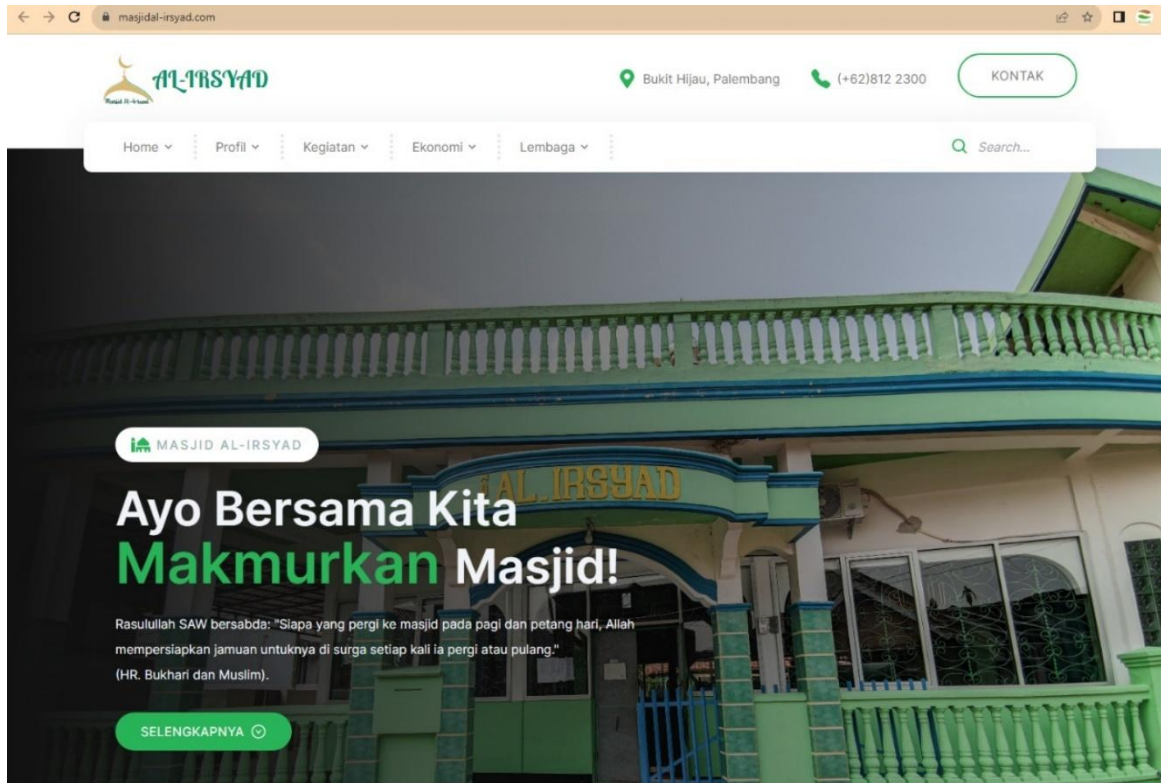 masjidal-irsyad.com
AL-IRSYAD
Masjid Al-Irsyad
Bukit Hijau, Palembang
(+62)812 2300
KONTAK
Home
Profil
Kegiatan
Ekonomi
Lembaga
Search...
MASJID AL-IRSYAD
AL_IRSYAD
Ayo Bersama Kita
Makmurkan Masjid!
Rasulullah SAW bersabda: "Siapa yang pergi ke masjid pada pagi dan petang hari, Allah
mempersiapkan jamuan untuknya di surga setiap kali ia pergi atau pulang."
(HR. Bukhari dan Muslim).
SELENGKAPNYA